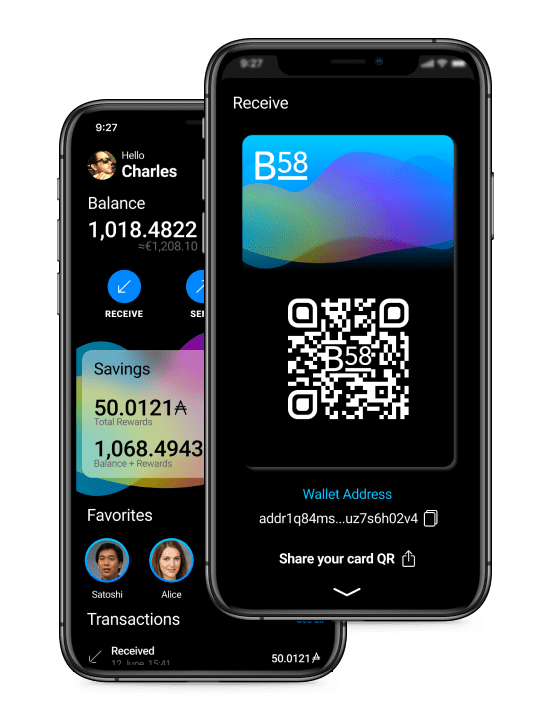 9:27
Hello
Charles
Balance
1,018.4822
≈€1,208.10
RECEIVE
Savings
50.0121₳
Total Rewards
1,068.4943
Balance + Rewards
Favorites
Satoshi
Alice
Transactions
Received
12 June, 15:41
50.0121₳
9:27
Receive
B58
B58
Wallet Address
addr1q84ms...uz7s6h02v4
Share your card QR